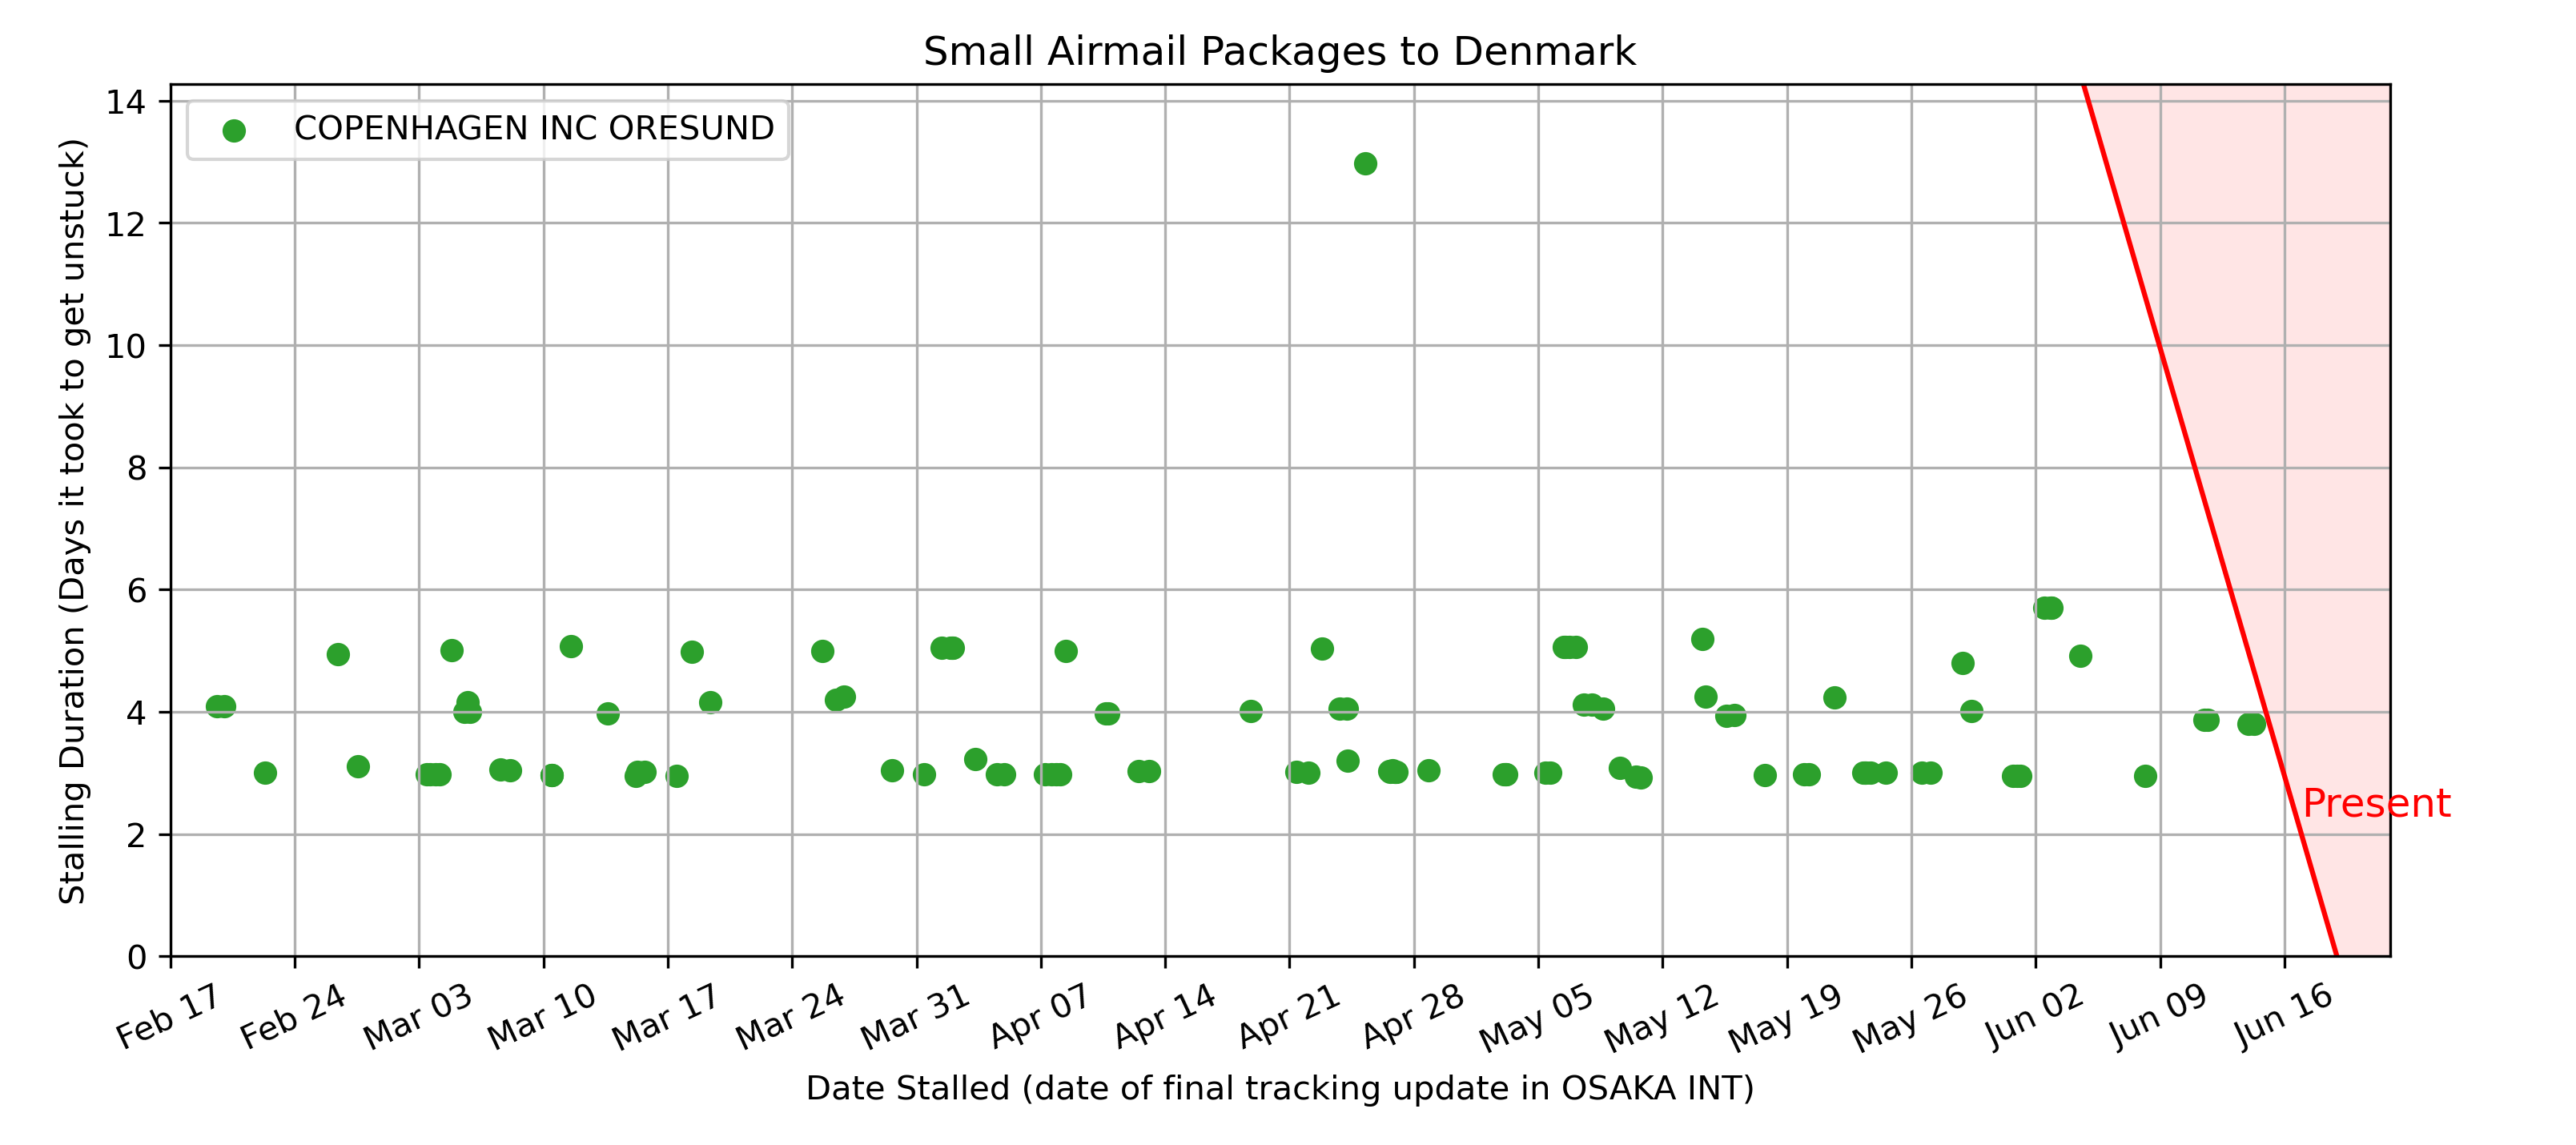 Small Airmail Packages to Denmark
COPENHAGEN INC ORESUND
Stalling Duration (Days it took to get unstuck)
14
12
10
8
6
4
2
0
Present
Feb 17
Feb 24
Mar 03
Mar 10
Mar 17
Mar 24
Mar 31
Apr 07
Apr 14
Apr 21
Apr 28
May 05
May 12
May 19
May 26
Jun 02
Jun 09
Jun 16
Date Stalled (date of final tracking update in OSAKA INT)